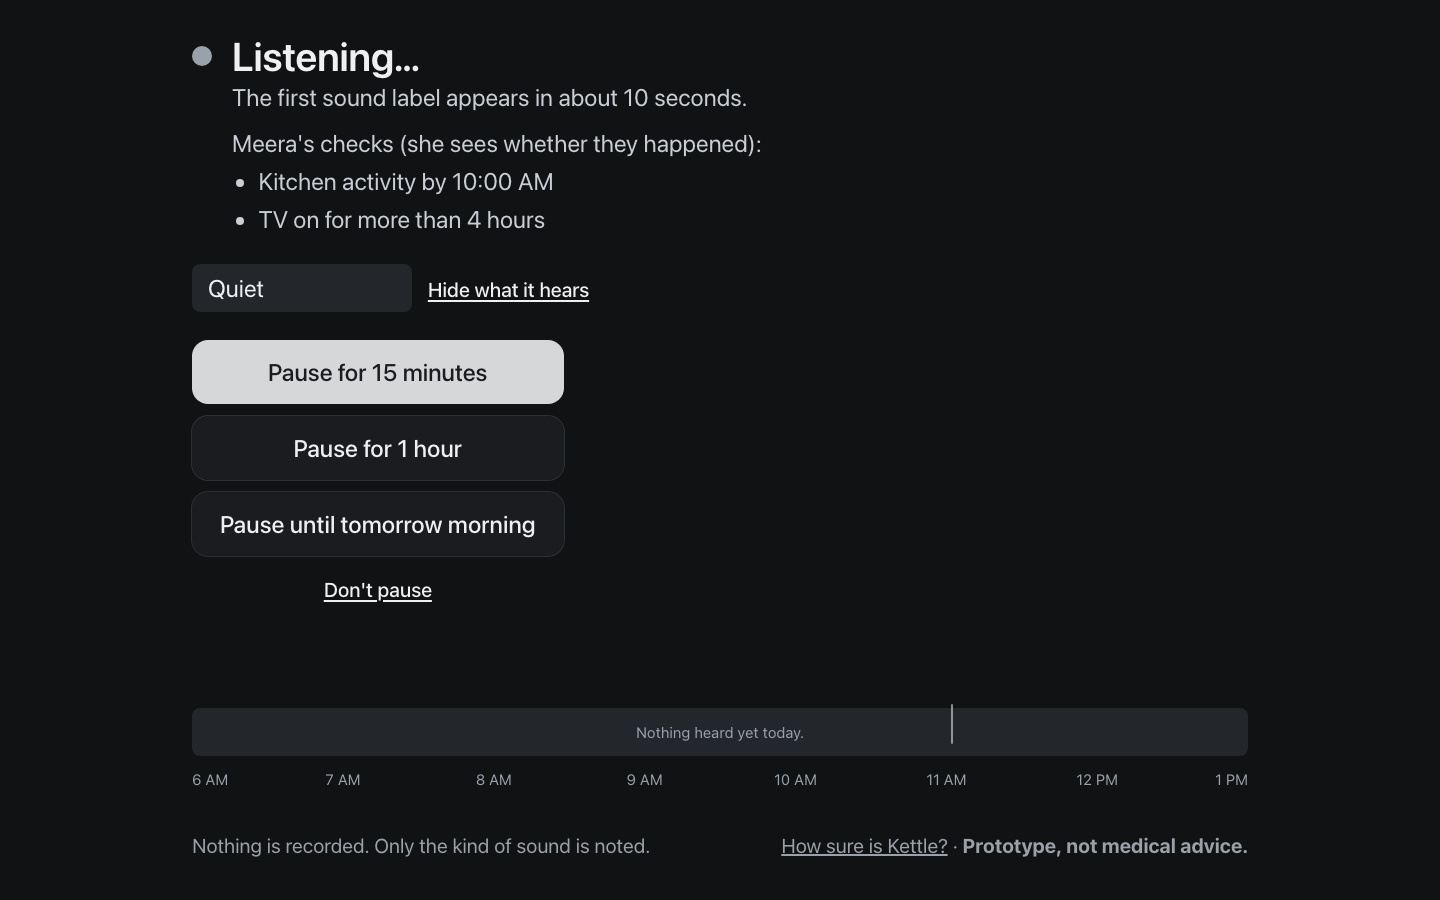 Listening...
The first sound label appears in about 10 seconds.
Meera's checks (she sees whether they happened):
• Kitchen activity by 10:00 AM
• TV on for more than 4 hours
Quiet
Hide what it hears
Pause for 15 minutes
Pause for 1 hour
Pause until tomorrow morning
Don't pause
Nothing heard yet today.
6 AM 7 AM 8 AM 9 AM 10 AM 11 AM 12 PM 1 PM
Nothing is recorded. Only the kind of sound is noted.
How sure is Kettle? · Prototype, not medical advice.